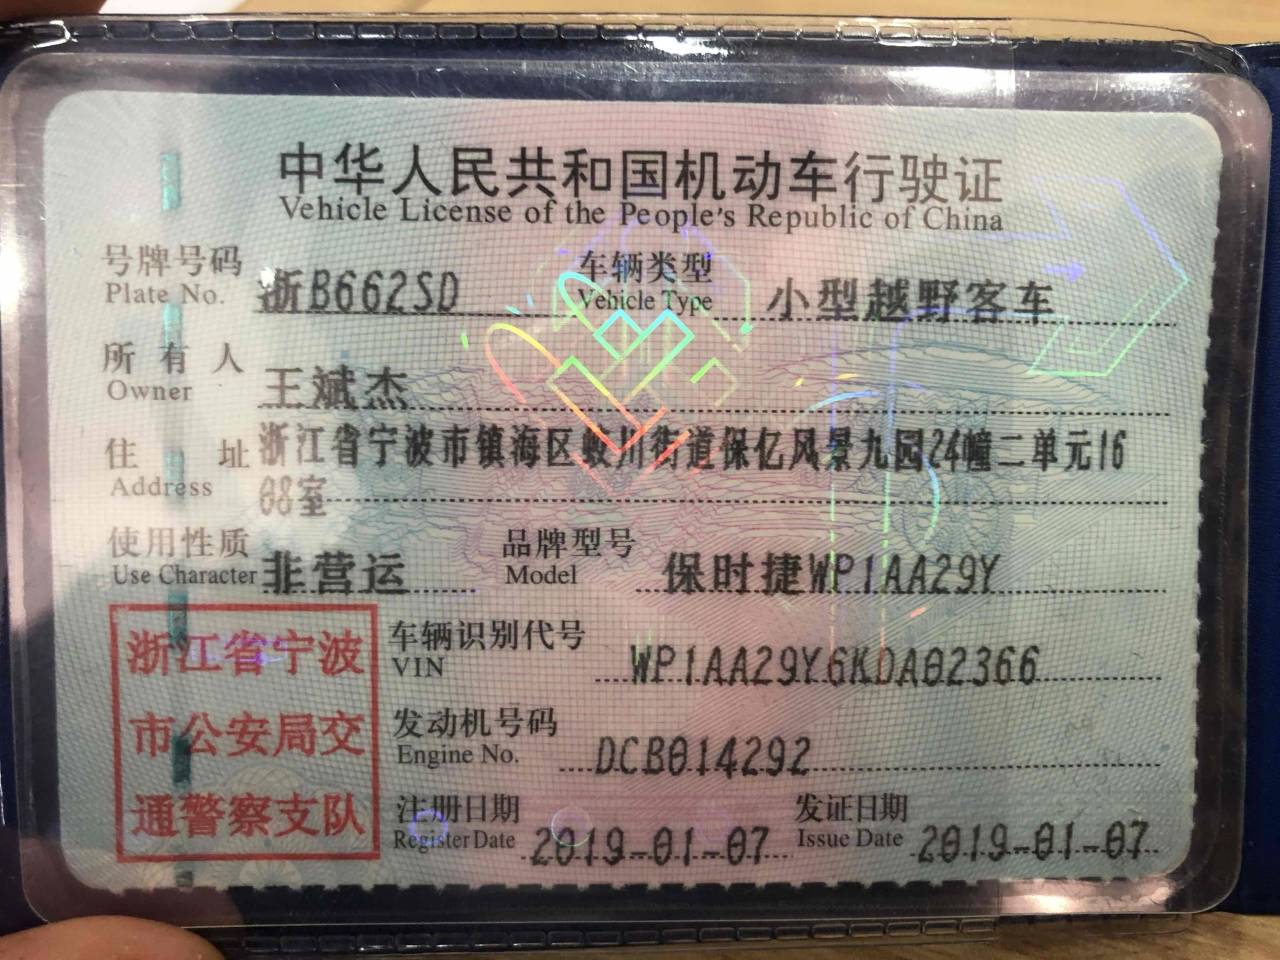 中华人民共和国机动车行驶证
Vehicle License of the People's Republic of China
号牌号码 浙B662SD 车辆类型 小型越野客车
Plate No. Vehicle Type
所有人 王斌杰
Owner
住址 浙江省宁波市镇海区蛟川街道保亿风景九园24幢二单元16
Address 08室
使用性质 非营运 品牌型号 保时捷WP1AA29Y
Use Character Model
浙江省宁波
市公安局交
通警察支队
车辆识别代号 WP1AA29Y6KDA02366
VIN
发动机号码 DCB014292
Engine No.
注册日期 2019-01-07 发证日期 2019-01-07
Register Date Issue Date